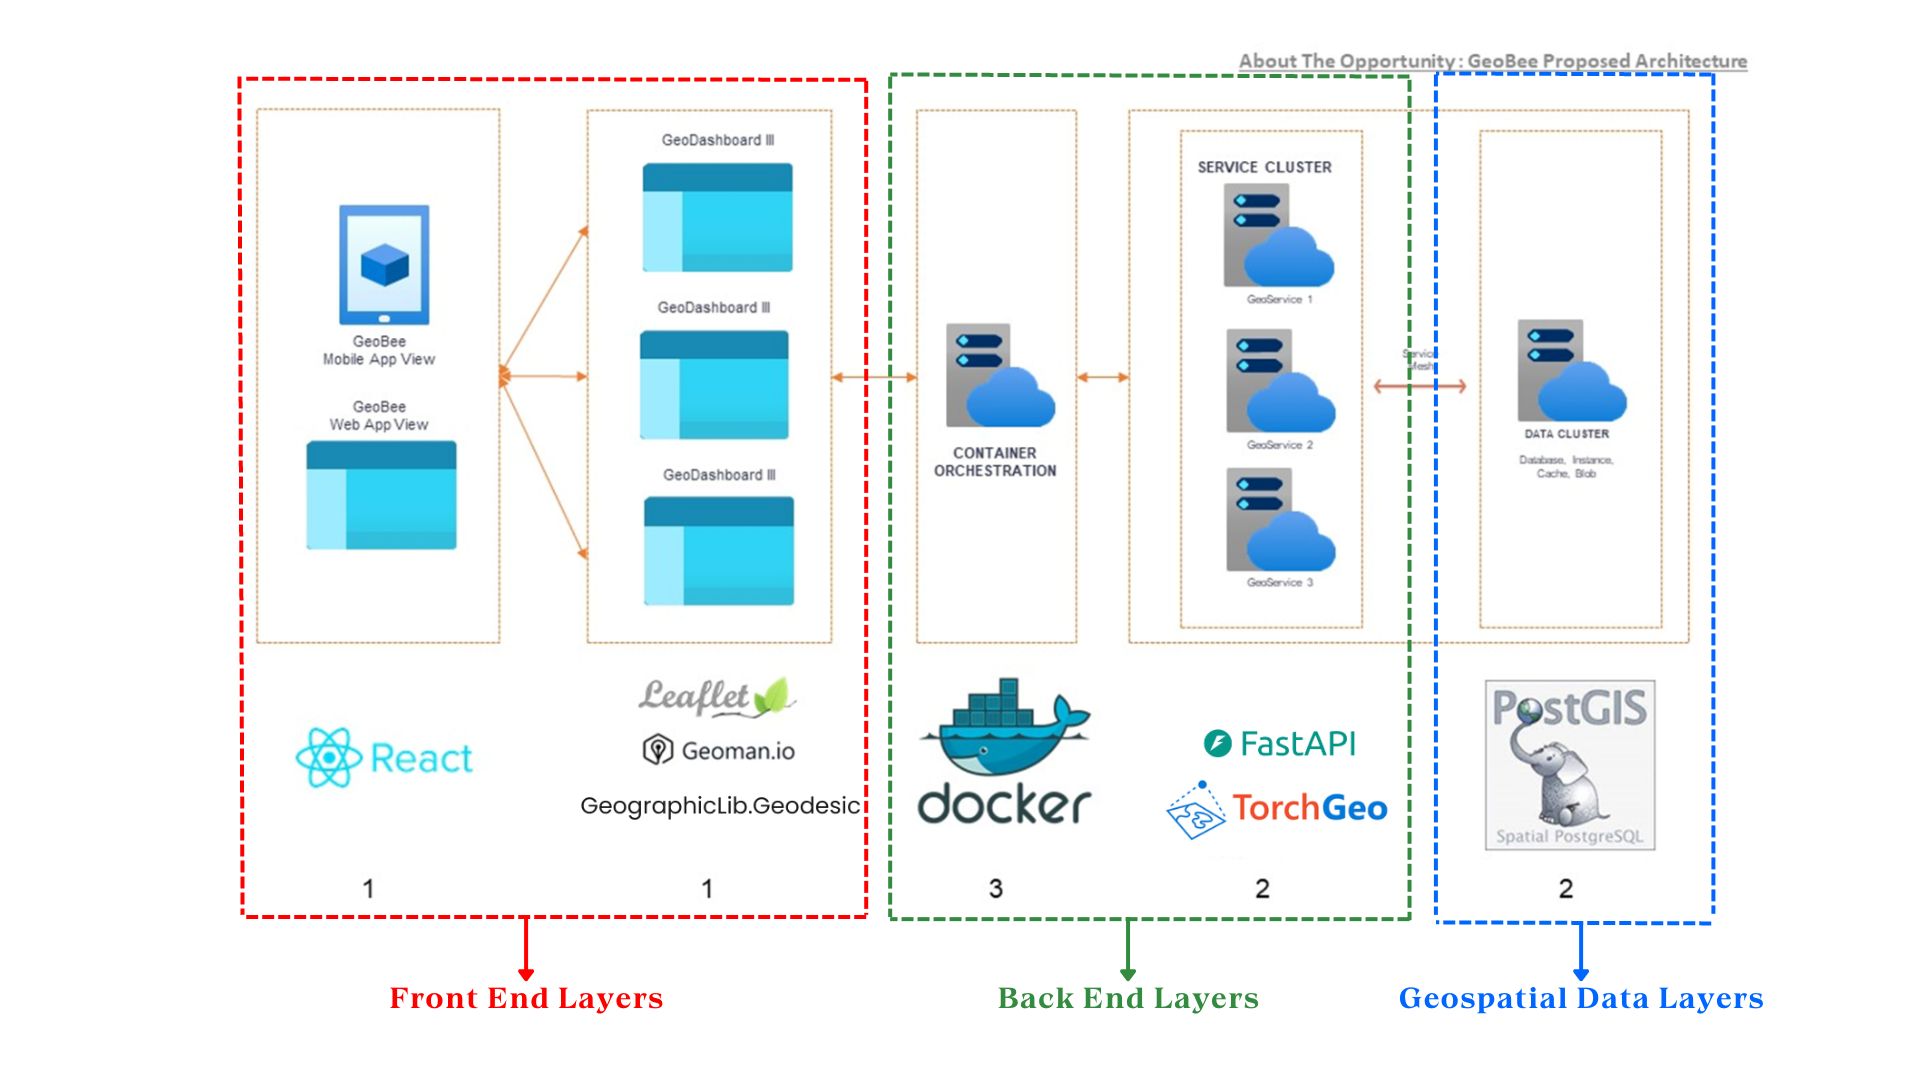 About The Opportunity : GeoBee Proposed Architecture
GeoBee
Mobile App View
GeoBee
Web App View
GeoDashboard III
GeoDashboard III
GeoDashboard III
CONTAINER
ORCHESTRATION
SERVICE CLUSTER
GeoService 1
GeoService 2
GeoService 3
Service
Mesh
DATA CLUSTER
Database, Instance,
Cache, Blob
React
Leaflet
Geoman.io
GeographicLib.Geodesic
docker
FastAPI
TorchGeo
PostGIS
Spatial PostgreSQL
1
1
3
2
2
Front End Layers
Back End Layers
Geospatial Data Layers